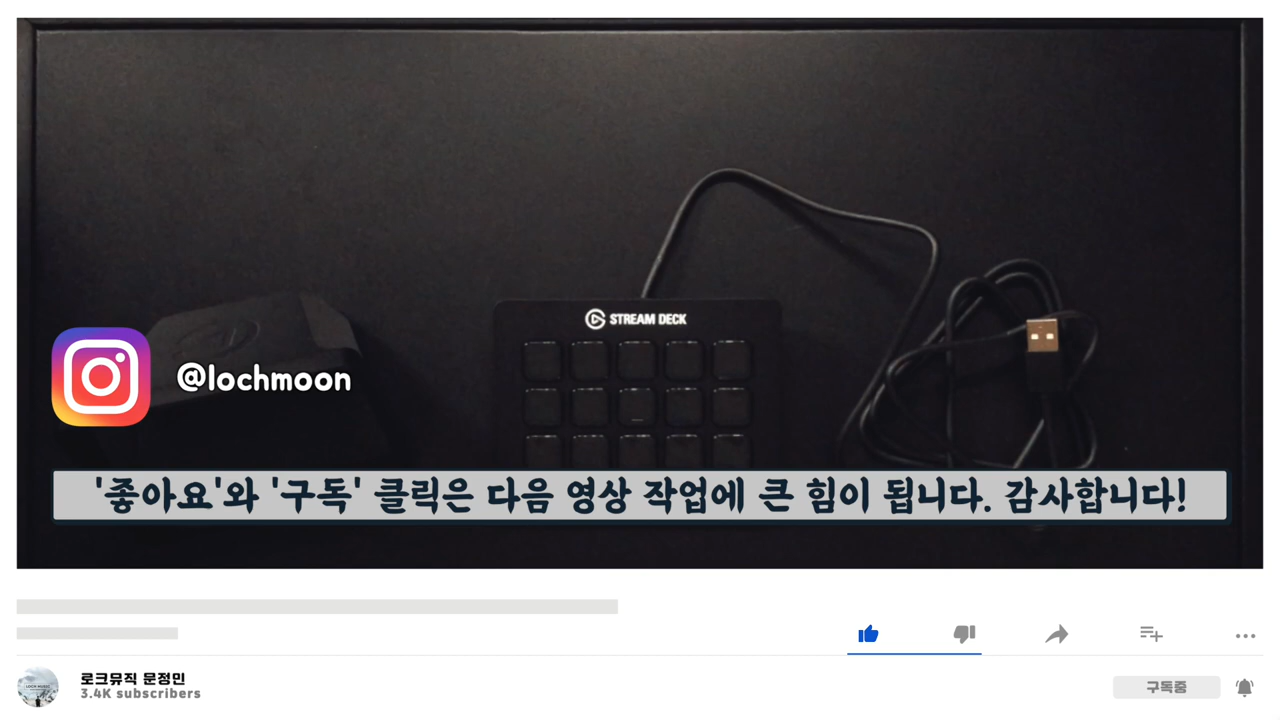 STREAM DECK
@lochmoon
'좋아요'와 '구독' 클릭은 다음 영상 작업에 큰 힘이 됩니다. 감사합니다!
로크뮤직 문정민
3.4K subscribers
구독중